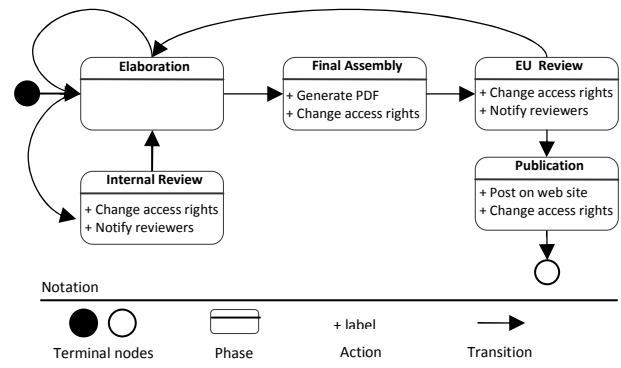 Elaboration
Final Assembly
+ Generate PDF
+ Change access rights
EU Review
+ Change access rights
+ Notify reviewers
Internal Review
+ Change access rights
+ Notify reviewers
Publication
+ Post on web site
+ Change access rights
Notation
+ label
Terminal nodes
Phase
Action
Transition